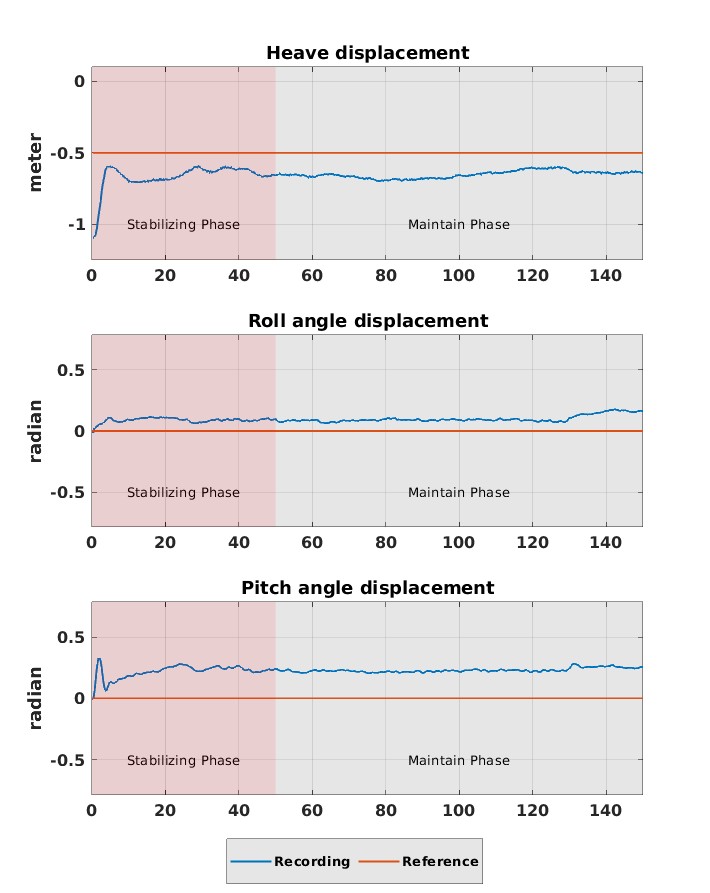 Heave displacement
meter
0
-0.5
-1
Stabilizing Phase
Maintain Phase
0 20 40 60 80 100 120 140
Roll angle displacement
radian
0.5
0
-0.5
Stabilizing Phase
Maintain Phase
0 20 40 60 80 100 120 140
Pitch angle displacement
radian
0.5
0
-0.5
Stabilizing Phase
Maintain Phase
0 20 40 60 80 100 120 140
Recording Reference